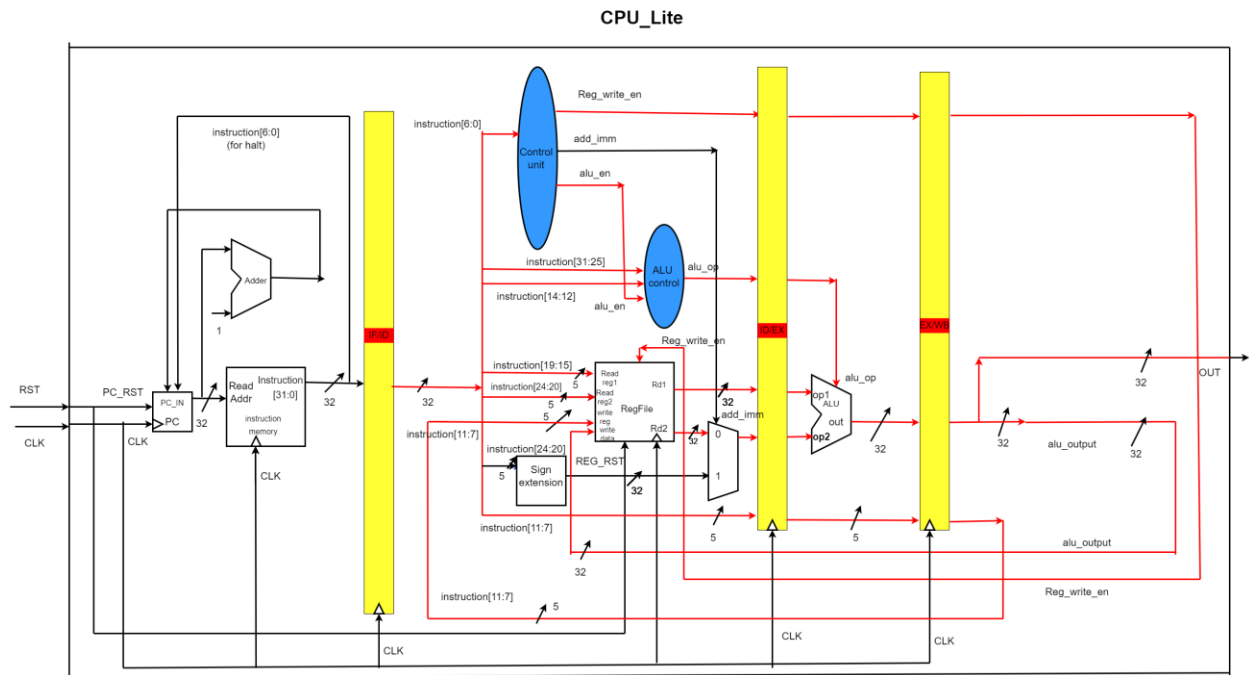 CPU_Lite
Reg_write_en
instruction[6:0]
(for halt)
instruction[6:0]
Control
unit
add_imm
alu_en
Adder
1
instruction[31:25]
ALU
control
alu_op
instruction[14:12]
alu_en
IF/ID
ID/EX
EX/WB
Reg_write_en
RST
PC_RST
PC_IN
PC
CLK
CLK
32
Read
Addr
Instruction
[31:0]
instruction
memory
CLK
32
32
instruction[19:15]
5
instruction[24:20]
5
5
instruction[11:7]
Read
reg1
Read
reg2
write
reg
write
data
RegFile
Rd1
Rd2
32
add_imm
32
0
1
alu_op
op1
ALU
out
op2
32
32
OUT
32
alu_output
32
instruction[24:20]
5
REG_RST
Sign
extension
32
instruction[11:7]
5
5
alu_output
32
Reg_write_en
instruction[11:7]
5
CLK
CLK
CLK